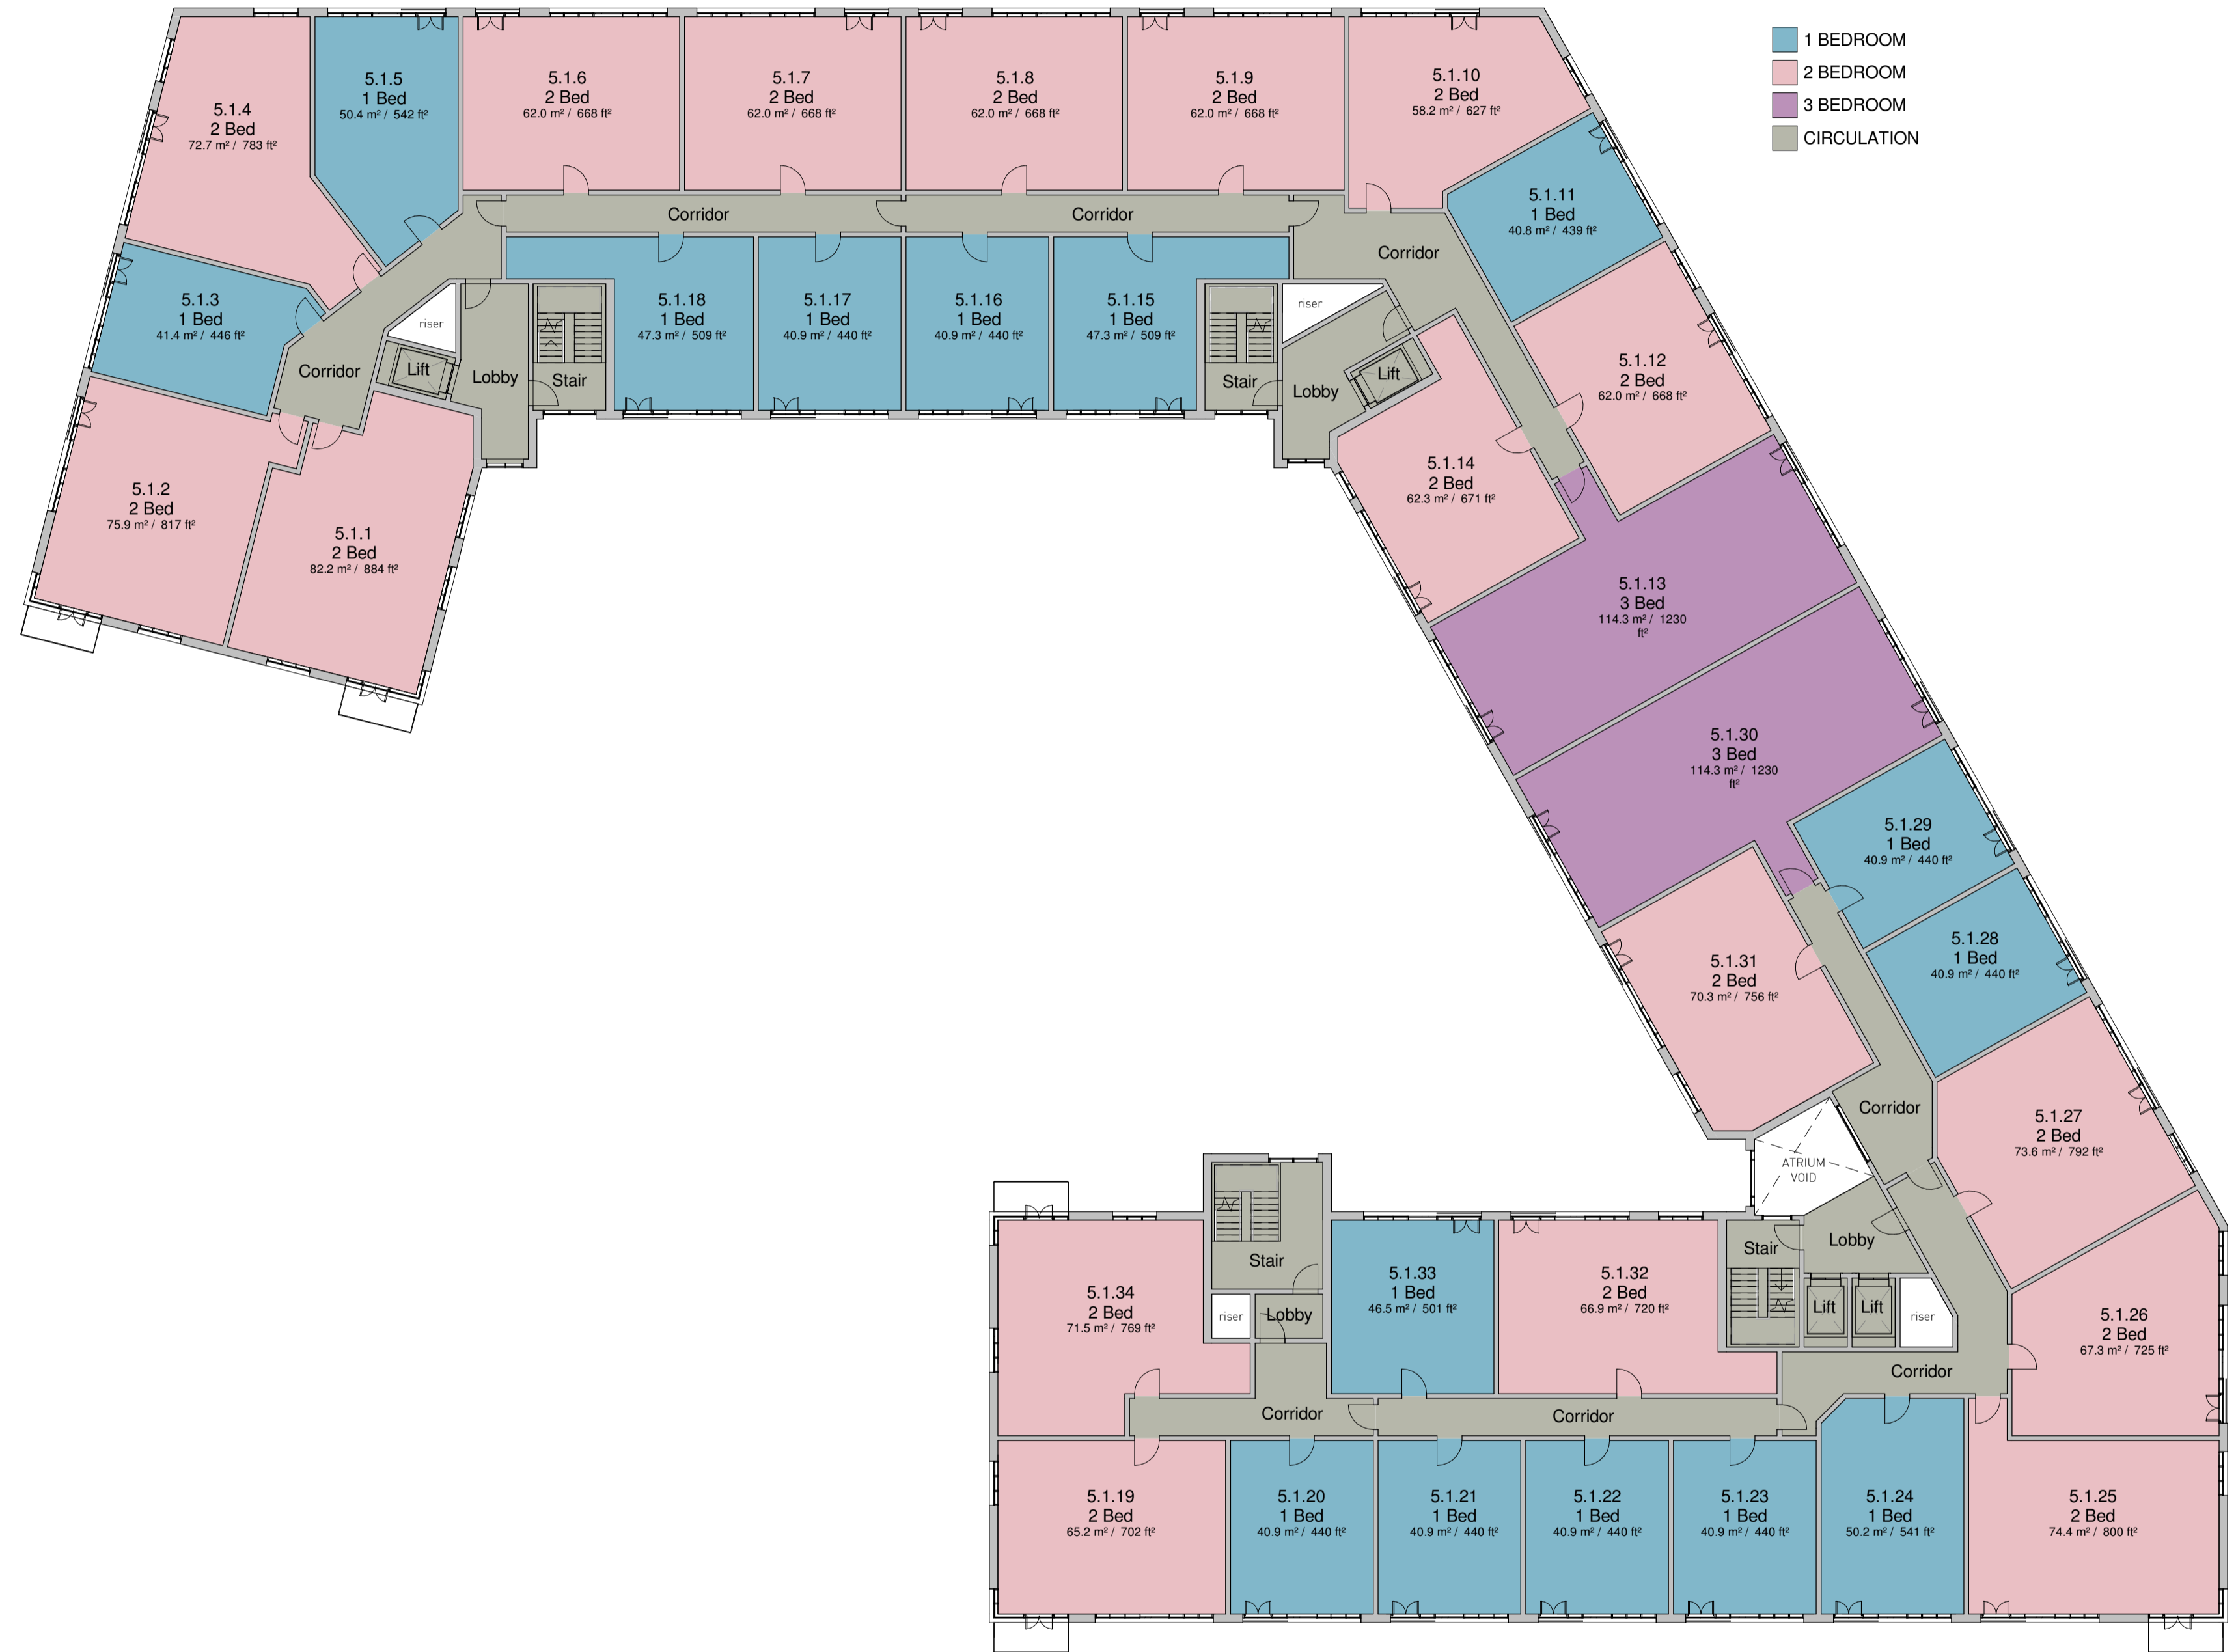 1 BEDROOM
2 BEDROOM
3 BEDROOM
CIRCULATION
5.1.4
2 Bed
72.7 m² / 783 ft²
5.1.5
1 Bed
50.4 m² / 542 ft²
5.1.6
2 Bed
62.0 m² / 668 ft²
5.1.7
2 Bed
62.0 m² / 668 ft²
5.1.8
2 Bed
62.0 m² / 668 ft²
5.1.9
2 Bed
62.0 m² / 668 ft²
5.1.10
2 Bed
58.2 m² / 627 ft²
5.1.11
1 Bed
40.8 m² / 439 ft²
Corridor
Corridor
Corridor
5.1.3
1 Bed
41.4 m² / 446 ft²
riser
Corridor
Lift
Lobby
Stair
5.1.18
1 Bed
47.3 m² / 509 ft²
5.1.17
1 Bed
40.9 m² / 440 ft²
5.1.16
1 Bed
40.9 m² / 440 ft²
5.1.15
1 Bed
47.3 m² / 509 ft²
Stair
riser
Lobby
Lift
5.1.12
2 Bed
62.0 m² / 668 ft²
5.1.2
2 Bed
75.9 m² / 817 ft²
5.1.1
2 Bed
82.2 m² / 884 ft²
5.1.14
2 Bed
62.3 m² / 671 ft²
5.1.13
3 Bed
114.3 m² / 1230
ft²
5.1.30
3 Bed
114.3 m² / 1230
ft²
5.1.29
1 Bed
40.9 m² / 440 ft²
5.1.28
1 Bed
40.9 m² / 440 ft²
5.1.31
2 Bed
70.3 m² / 756 ft²
Corridor
5.1.27
2 Bed
73.6 m² / 792 ft²
ATRIUM
VOID
Stair
Lobby
Lift
Lift
riser
5.1.34
2 Bed
71.5 m² / 769 ft²
Stair
riser
Lobby
5.1.33
1 Bed
46.5 m² / 501 ft²
5.1.32
2 Bed
66.9 m² / 720 ft²
5.1.26
2 Bed
67.3 m² / 725 ft²
Corridor
Corridor
Corridor
5.1.19
2 Bed
65.2 m² / 702 ft²
5.1.20
1 Bed
40.9 m² / 440 ft²
5.1.21
1 Bed
40.9 m² / 440 ft²
5.1.22
1 Bed
40.9 m² / 440 ft²
5.1.23
1 Bed
40.9 m² / 440 ft²
5.1.24
1 Bed
50.2 m² / 541 ft²
5.1.25
2 Bed
74.4 m² / 800 ft²